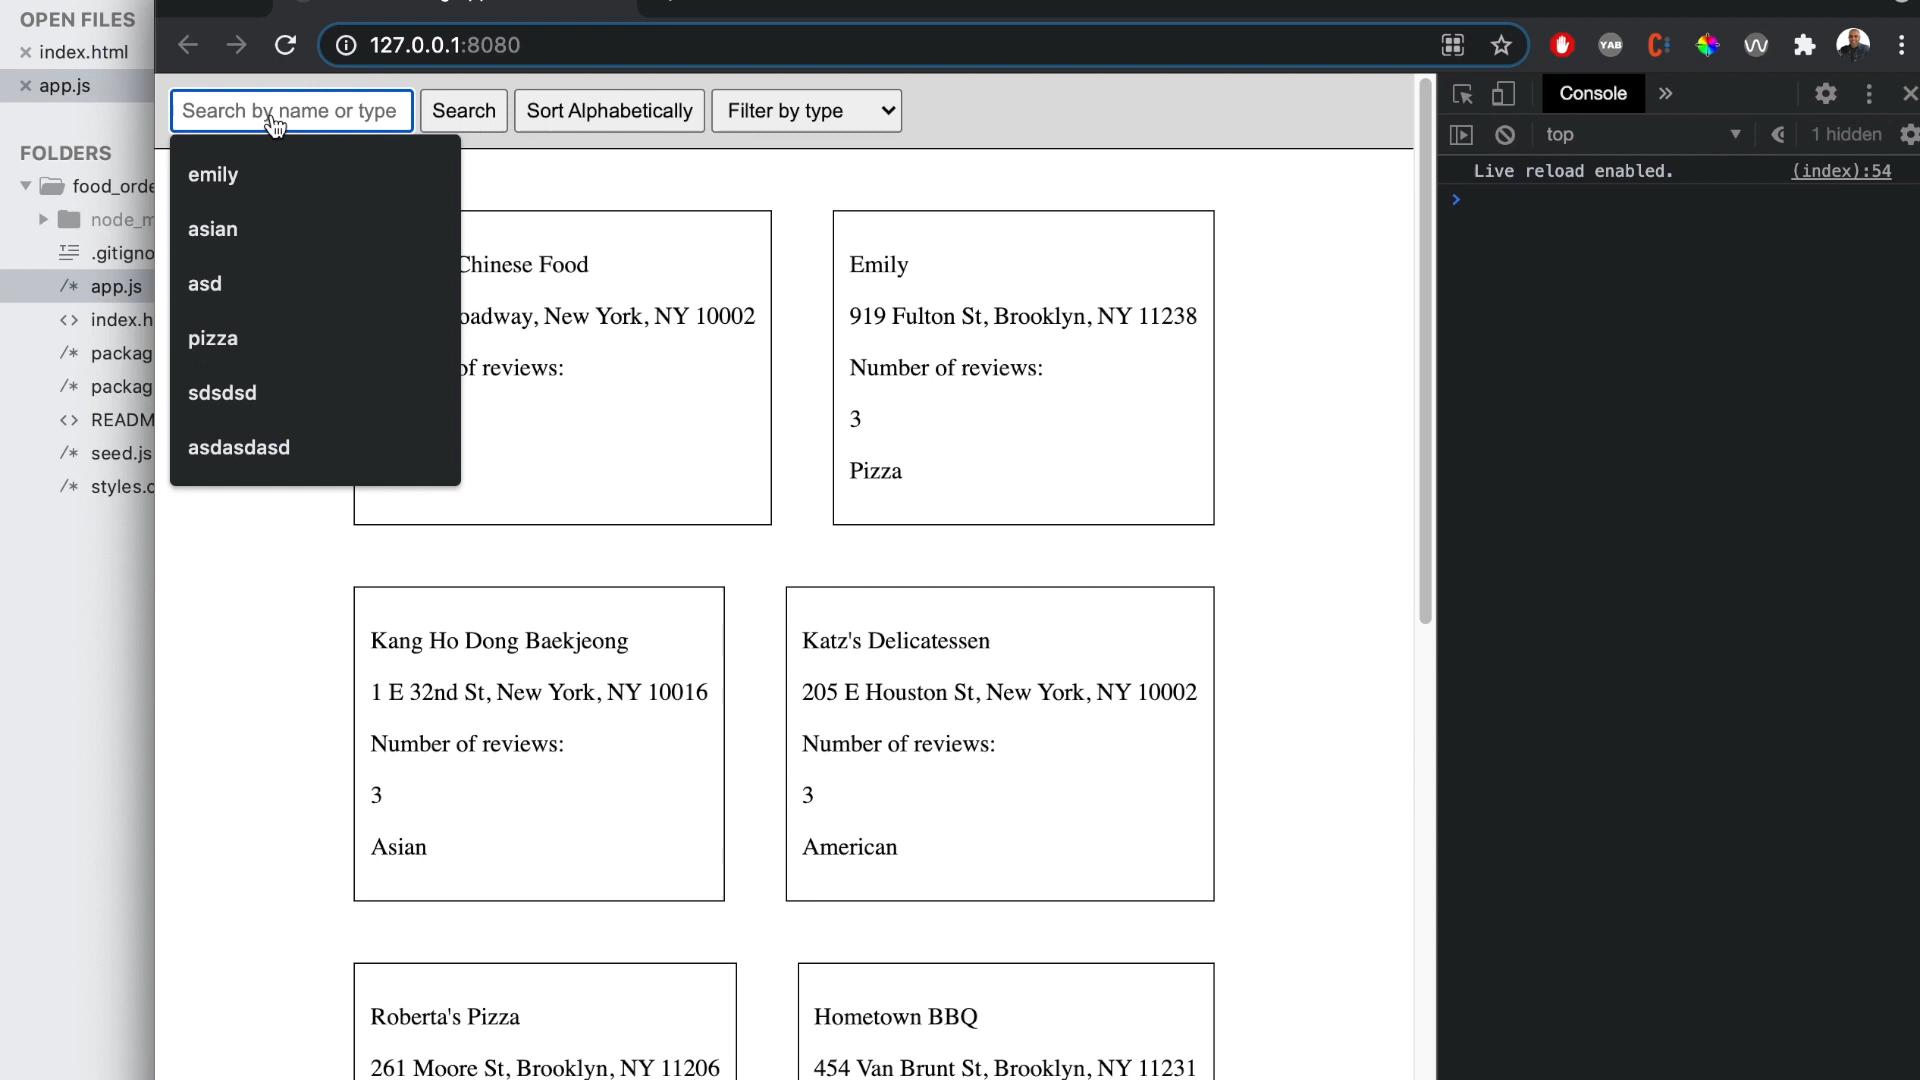 OPEN FILES
index.html
app.js
FOLDERS
food_orde
node_m
.gitigno
app.js
index.h
packag
packag
READM
seed.js
styles.c
127.0.0.1:8080
YAB
Search by name or type
Search
Sort Alphabetically
Filter by type
emily
asian
asd
pizza
sdsdsd
asdasdasd
Chinese Food
oadway, New York, NY 10002
of reviews:
Emily
919 Fulton St, Brooklyn, NY 11238
Number of reviews:
3
Pizza
Kang Ho Dong Baekjeong
1 E 32nd St, New York, NY 10016
Number of reviews:
3
Asian
Katz's Delicatessen
205 E Houston St, New York, NY 10002
Number of reviews:
3
American
Roberta's Pizza
261 Moore St, Brooklyn, NY 11206
Hometown BBQ
454 Van Brunt St, Brooklyn, NY 11231
Console
top
1 hidden
Live reload enabled.
(index):54